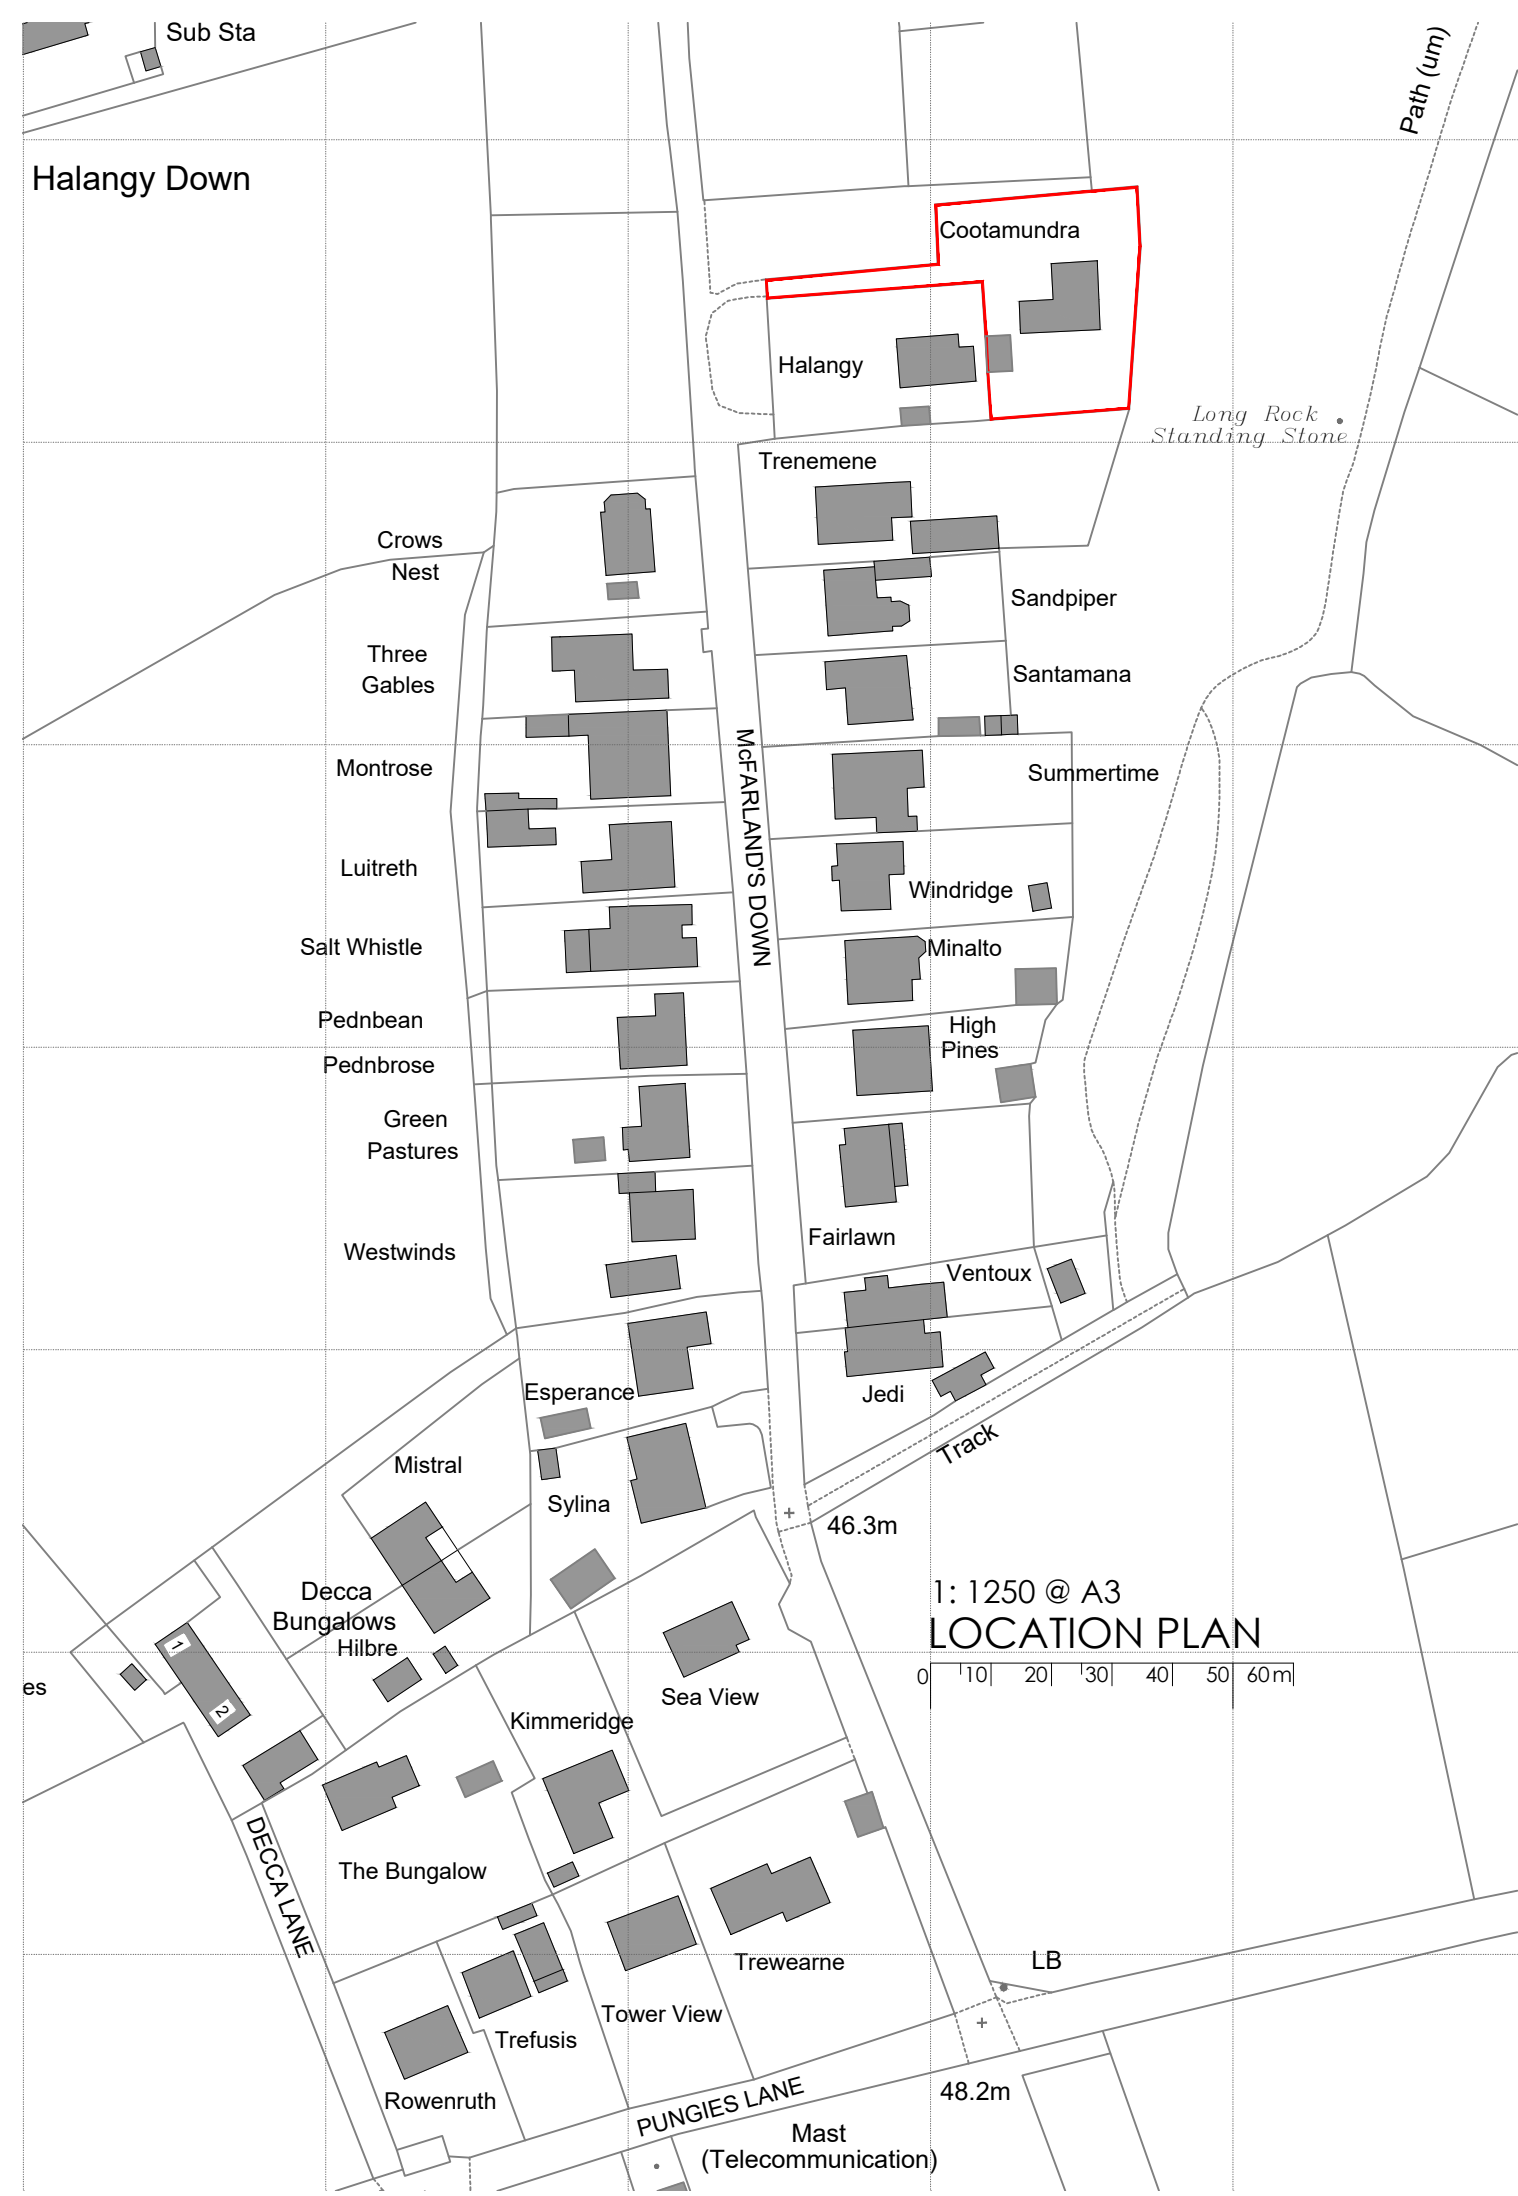 Sub Sta
Path (um)
Halangy Down
Cootamundra
Halangy
Long Rock
Standing Stone
Trenemene
Crows
Nest
Sandpiper
Three
Gables
Santamana
McFARLAND'S DOWN
Montrose
Summertime
Luitreth
Windridge
Salt Whistle
Minalto
Pednbean
High
Pines
Pednbrose
Green
Pastures
Fairlawn
Westwinds
Ventoux
Esperance
Jedi
Track
Mistral
Sylina
46.3m
Decca
Bungalows
Hilbre
1: 1250 @ A3
LOCATION PLAN
0 10 20 30 40 50 60 m
1
2
es
Sea View
Kimmeridge
DECCA LANE
The Bungalow
Trewearne
LB
Tower View
Trefusis
Rowenruth
PUNGIES LANE
48.2m
Mast
(Telecommunication)